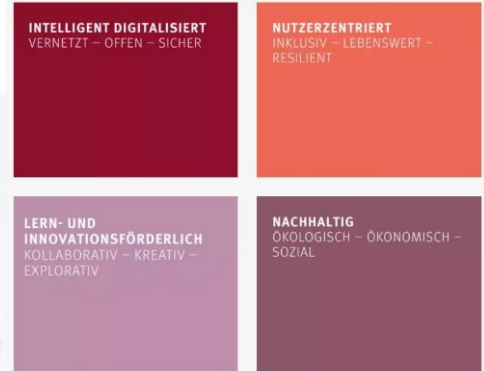 INTELLIGENT DIGITALISIERT
VERNETZT – OFFEN – SICHER
NUTZERZENTRIERT
INKLUSIV – LEBENSWERT –
RESILIENT
LERN- UND
INNOVATIONSFÖRDERLICH
KOLLABORATIV – KREATIV –
EXPLORATIV
NACHHALTIG
ÖKOLOGISCH – ÖKONOMISCH –
SOZIAL